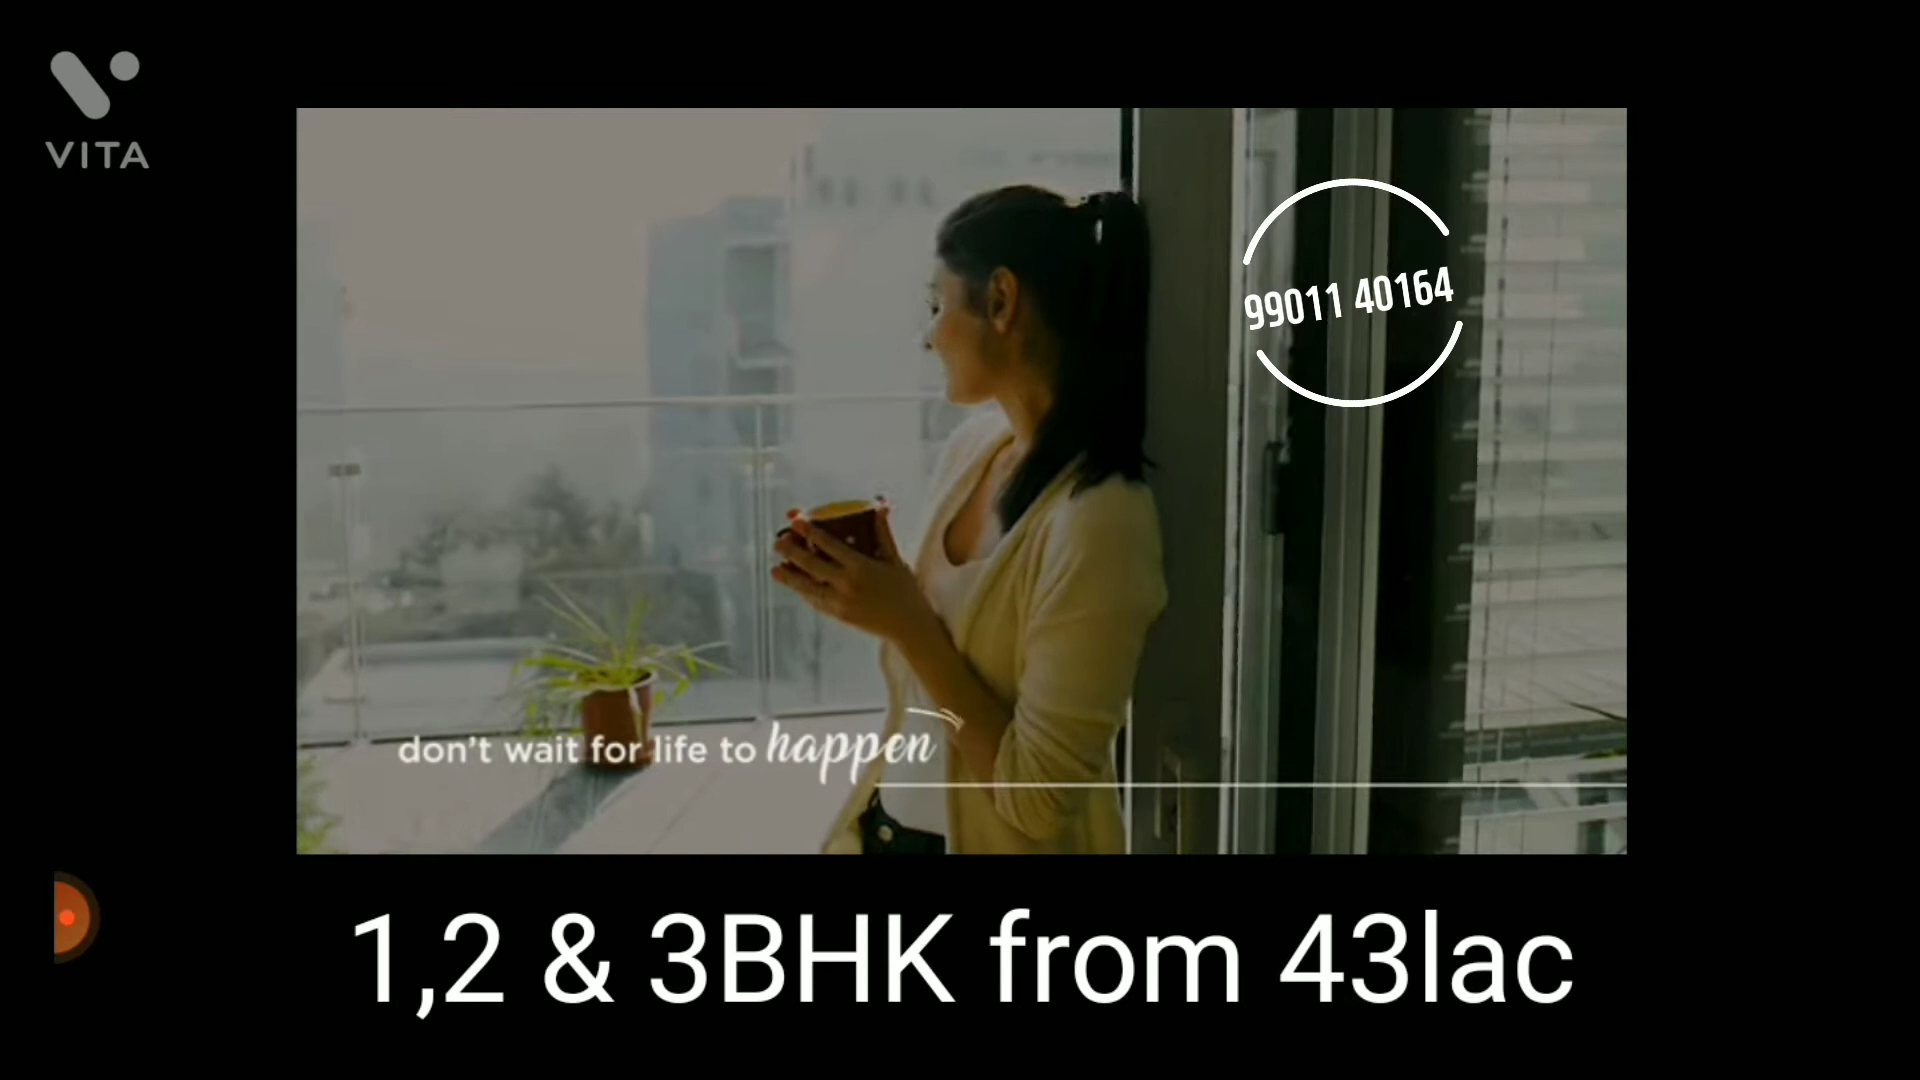 VITA
99011 40164
don't wait for life to happen
1,2 & 3BHK from 43lac